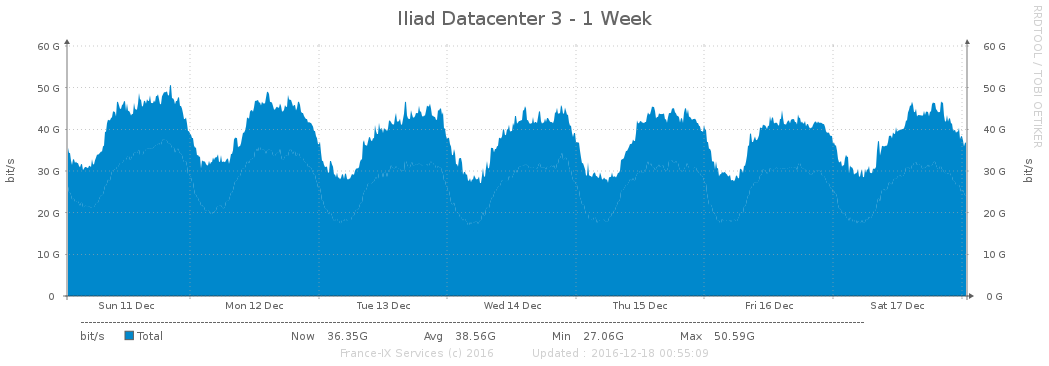 Iliad Datacenter 3 - 1 Week
RRDTOOL / TOBI OETIKER
60 G 60 G
50 G 50 G
40 G 40 G
30 G 30 G
20 G 20 G
10 G 10 G
0 0 G
bit/s
bit/s
Sun 11 Dec Mon 12 Dec Tue 13 Dec Wed 14 Dec Thu 15 Dec Fri 16 Dec Sat 17 Dec
bit/s Total Now 36.35G Avg 38.56G Min 27.06G Max 50.59G
France-IX Services (c) 2016 Updated : 2016-12-18 00:55:09